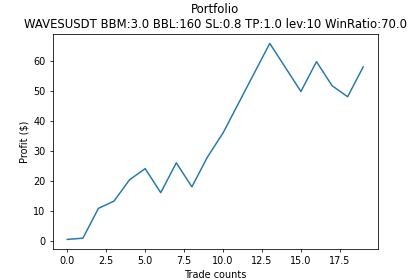 Portfolio
WAVESUSDT BBM:3.0 BBL:160 SL:0.8 TP:1.0 lev:10 WinRatio:70.0
Profit ($)
60
50
40
30
20
10
0
0.0 2.5 5.0 7.5 10.0 12.5 15.0 17.5
Trade counts